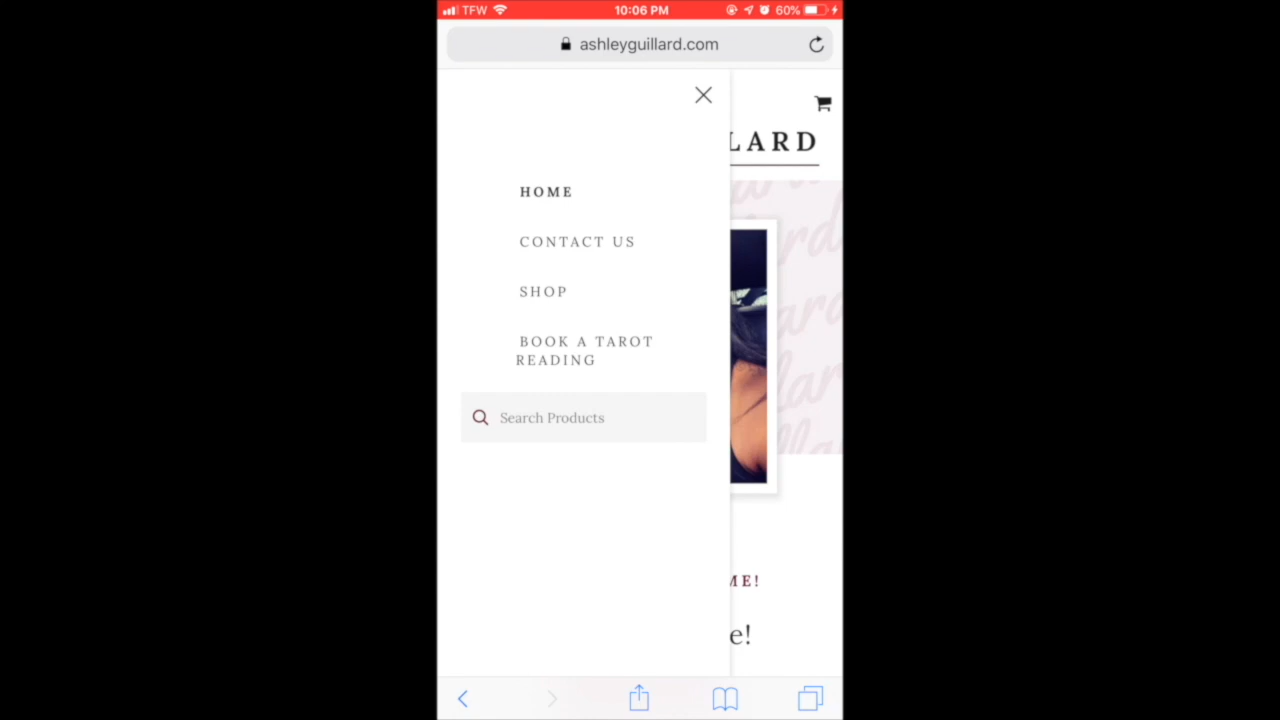 TFW 10:06 PM 60%
ashleyguillard.com
LARD
HOME
CONTACT US
SHOP
BOOK A TAROT
READING
Search Products
ME!
e!